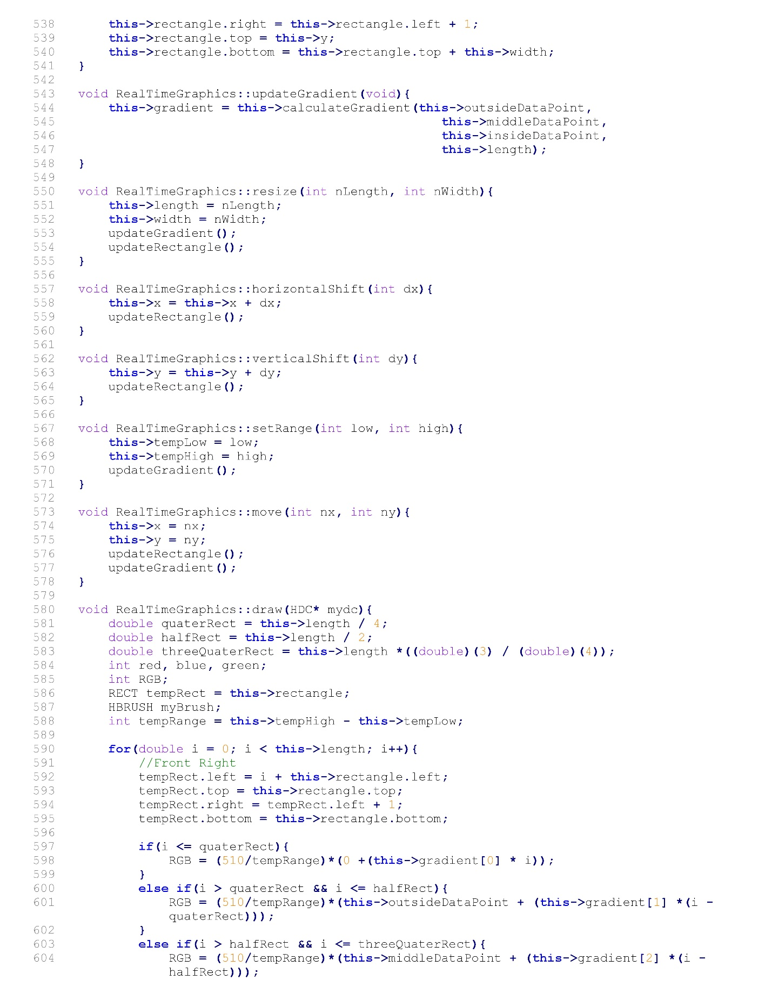 538 this->rectangle.right = this->rectangle.left + 1;
539 this->rectangle.top = this->y;
540 this->rectangle.bottom = this->rectangle.top + this->width;
541 }
542
543 void RealTimeGraphics::updateGradient(void){
544 this->gradient = this->calculateGradient(this->outsideDataPoint,
545 this->middleDataPoint,
546 this->insideDataPoint,
547 this->length);
548 }
549
550 void RealTimeGraphics::resize(int nLength, int nWidth){
551 this->length = nLength;
552 this->width = nWidth;
553 updateGradient();
554 updateRectangle();
555 }
556
557 void RealTimeGraphics::horizontalShift(int dx){
558 this->x = this->x + dx;
559 updateRectangle();
560 }
561
562 void RealTimeGraphics::verticalShift(int dy){
563 this->y = this->y + dy;
564 updateRectangle();
565 }
566
567 void RealTimeGraphics::setRange(int low, int high){
568 this->tempLow = low;
569 this->tempHigh = high;
570 updateGradient();
571 }
572
573 void RealTimeGraphics::move(int nx, int ny){
574 this->x = nx;
575 this->y = ny;
576 updateRectangle();
577 updateGradient();
578 }
579
580 void RealTimeGraphics::draw(HDC* mydc){
581 double quaterRect = this->length / 4;
582 double halfRect = this->length / 2;
583 double threeQuaterRect = this->length *((double)(3) / (double)(4));
584 int red, blue, green;
585 int RGB;
586 RECT tempRect = this->rectangle;
587 HBRUSH myBrush;
588 int tempRange = this->tempHigh - this->tempLow;
589
590 for(double i = 0; i < this->length; i++){
591 //Front Right
592 tempRect.left = i + this->rectangle.left;
593 tempRect.top = this->rectangle.top;
594 tempRect.right = tempRect.left + 1;
595 tempRect.bottom = this->rectangle.bottom;
596
597 if(i <= quaterRect){
598 RGB = (510/tempRange)*(0 +(this->gradient[0] * i));
599 }
600 else if(i > quaterRect && i <= halfRect){
601 RGB = (510/tempRange)*(this->outsideDataPoint + (this->gradient[1] *(i -
quaterRect)));
602 }
603 else if(i > halfRect && i <= threeQuaterRect){
604 RGB = (510/tempRange)*(this->middleDataPoint + (this->gradient[2] *(i -
halfRect)));